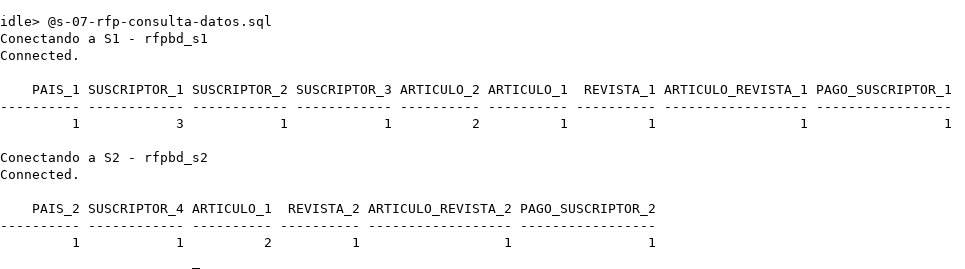 idle> @s-07-rfp-consulta-datos.sql
Conectando a S1 - rfpbd_s1
Connected.
PAIS_1 SUSCRIPTOR_1 SUSCRIPTOR_2 SUSCRIPTOR_3 ARTICULO_2 ARTICULO_1 REVISTA_1 ARTICULO_REVISTA_1 PAGO_SUSCRIPTOR_1
---------- ------------ ------------ ------------ ---------- ---------- ---------- ------------------ -----------------
1 3 1 1 2 1 1 1 1
Conectando a S2 - rfpbd_s2
Connected.
PAIS_2 SUSCRIPTOR_4 ARTICULO_1 REVISTA_2 ARTICULO_REVISTA_2 PAGO_SUSCRIPTOR_2
---------- ------------ ---------- ---------- ------------------ -----------------
1 1 2 1 1 1